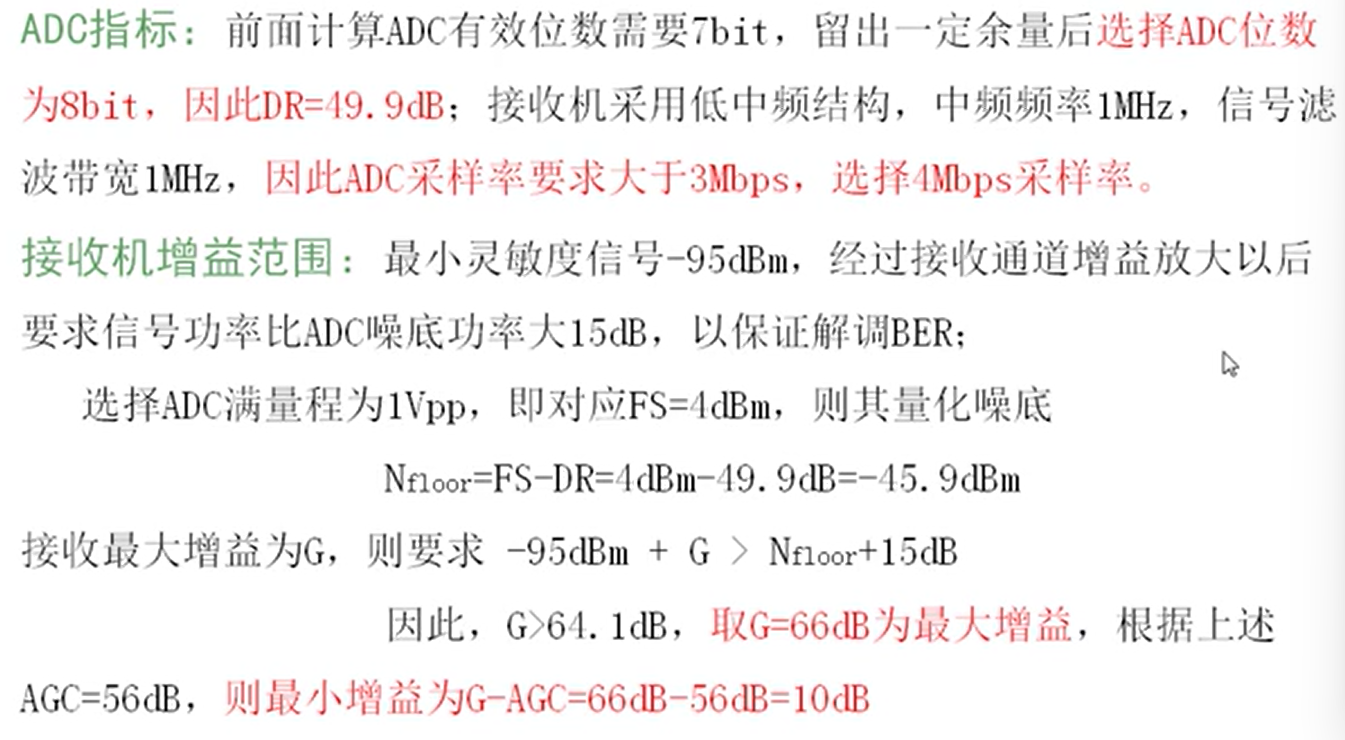 ADC指标：前面计算ADC有效位数需要7bit，留出一定余量后选择ADC位数
为8bit，因此DR=49.9dB；接收机采用低中频结构，中频频率1MHz，信号滤
波带宽1MHz，因此ADC采样率要求大于3Mbps，选择4Mbps采样率。
接收机增益范围：最小灵敏度信号-95dBm，经过接收通道增益放大以后
要求信号功率比ADC噪底功率大15dB，以保证解调BER；
选择ADC满量程为1Vpp，即对应FS=4dBm，则其量化噪底
Nfloor=FS-DR=4dBm-49.9dB=-45.9dBm
接收最大增益为G，则要求 -95dBm + G > Nfloor+15dB
因此，G>64.1dB，取G=66dB为最大增益，根据上述
AGC=56dB，则最小增益为G-AGC=66dB-56dB=10dB